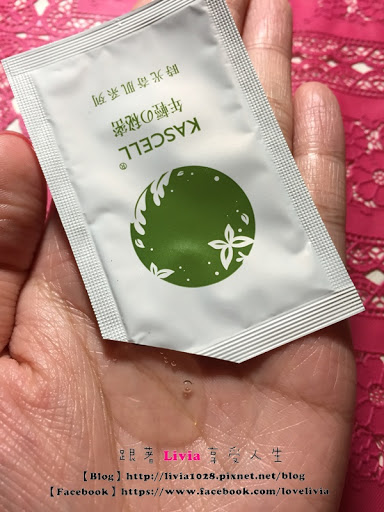 KASCELL®
年輕の秘密
時光奇肌系列
跟著 Livia 享受人生
【Blog】http://livia1028.pixnet.net/blog
【Facebook】https://www.facebook.com/lovelivia